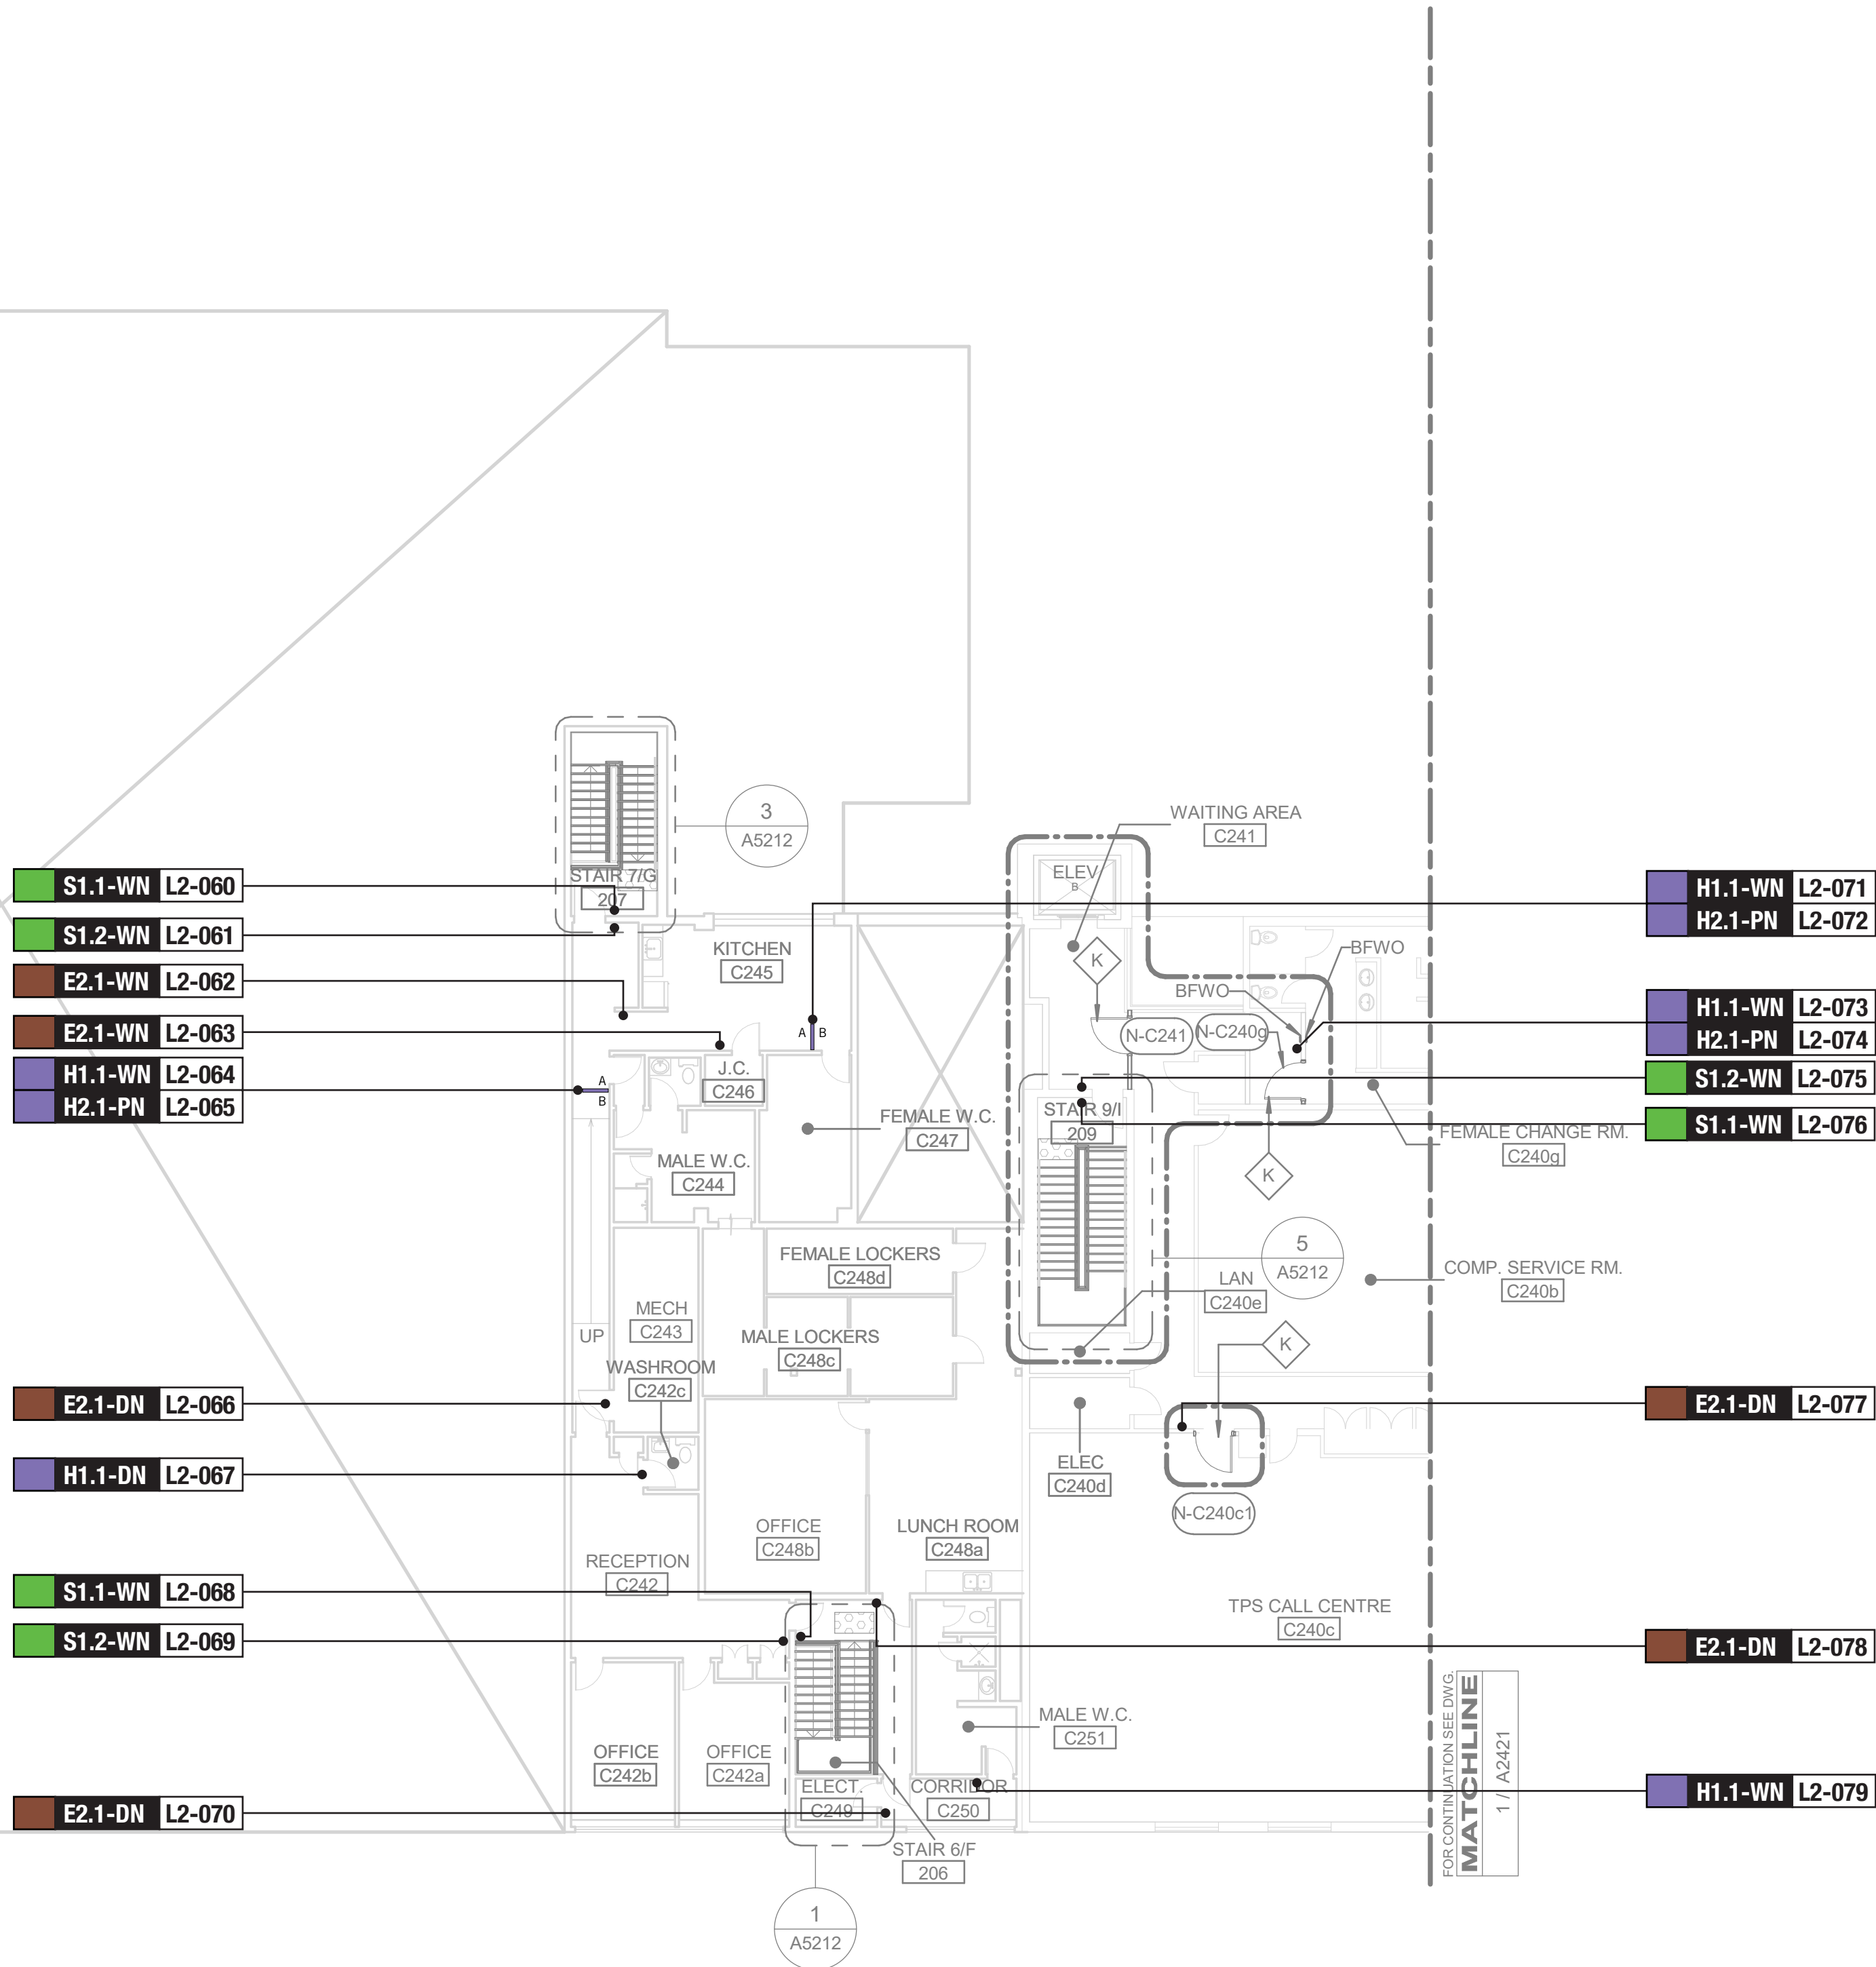 WAITING AREA
C241
3
A5212
ELEV
B
STAIR 7/G
207
S1.1-WN L2-060
H1.1-WN L2-071
H2.1-PN L2-072
S1.2-WN L2-061
KITCHEN
C245
K
BFWO
E2.1-WN L2-062
BFWO
H1.1-WN L2-073
H2.1-PN L2-074
E2.1-WN L2-063
A B
N-C241
N-C240g
H1.1-WN L2-064
H2.1-PN L2-065
A
B
J.C.
C246
S1.2-WN L2-075
FEMALE W.C.
C247
STAIR 9/I
209
S1.1-WN L2-076
FEMALE CHANGE RM.
C240g
MALE W.C.
C244
K
FEMALE LOCKERS
C248d
5
A5212
COMP. SERVICE RM.
C240b
LAN
C240e
MECH
C243
UP
MALE LOCKERS
C248c
K
WASHROOM
C242c
E2.1-DN L2-066
E2.1-DN L2-077
H1.1-DN L2-067
ELEC
C240d
N-C240c1
OFFICE
C248b
LUNCH ROOM
C248a
RECEPTION
C242
S1.1-WN L2-068
TPS CALL CENTRE
C240c
S1.2-WN L2-069
E2.1-DN L2-078
MALE W.C.
C251
OFFICE
C242b
OFFICE
C242a
ELECT.
C249
CORRIDOR
C250
H1.1-WN L2-079
E2.1-DN L2-070
STAIR 6/F
206
FOR CONTINUATION SEE DWG.
MATCHLINE
1 / A2421
1
A5212